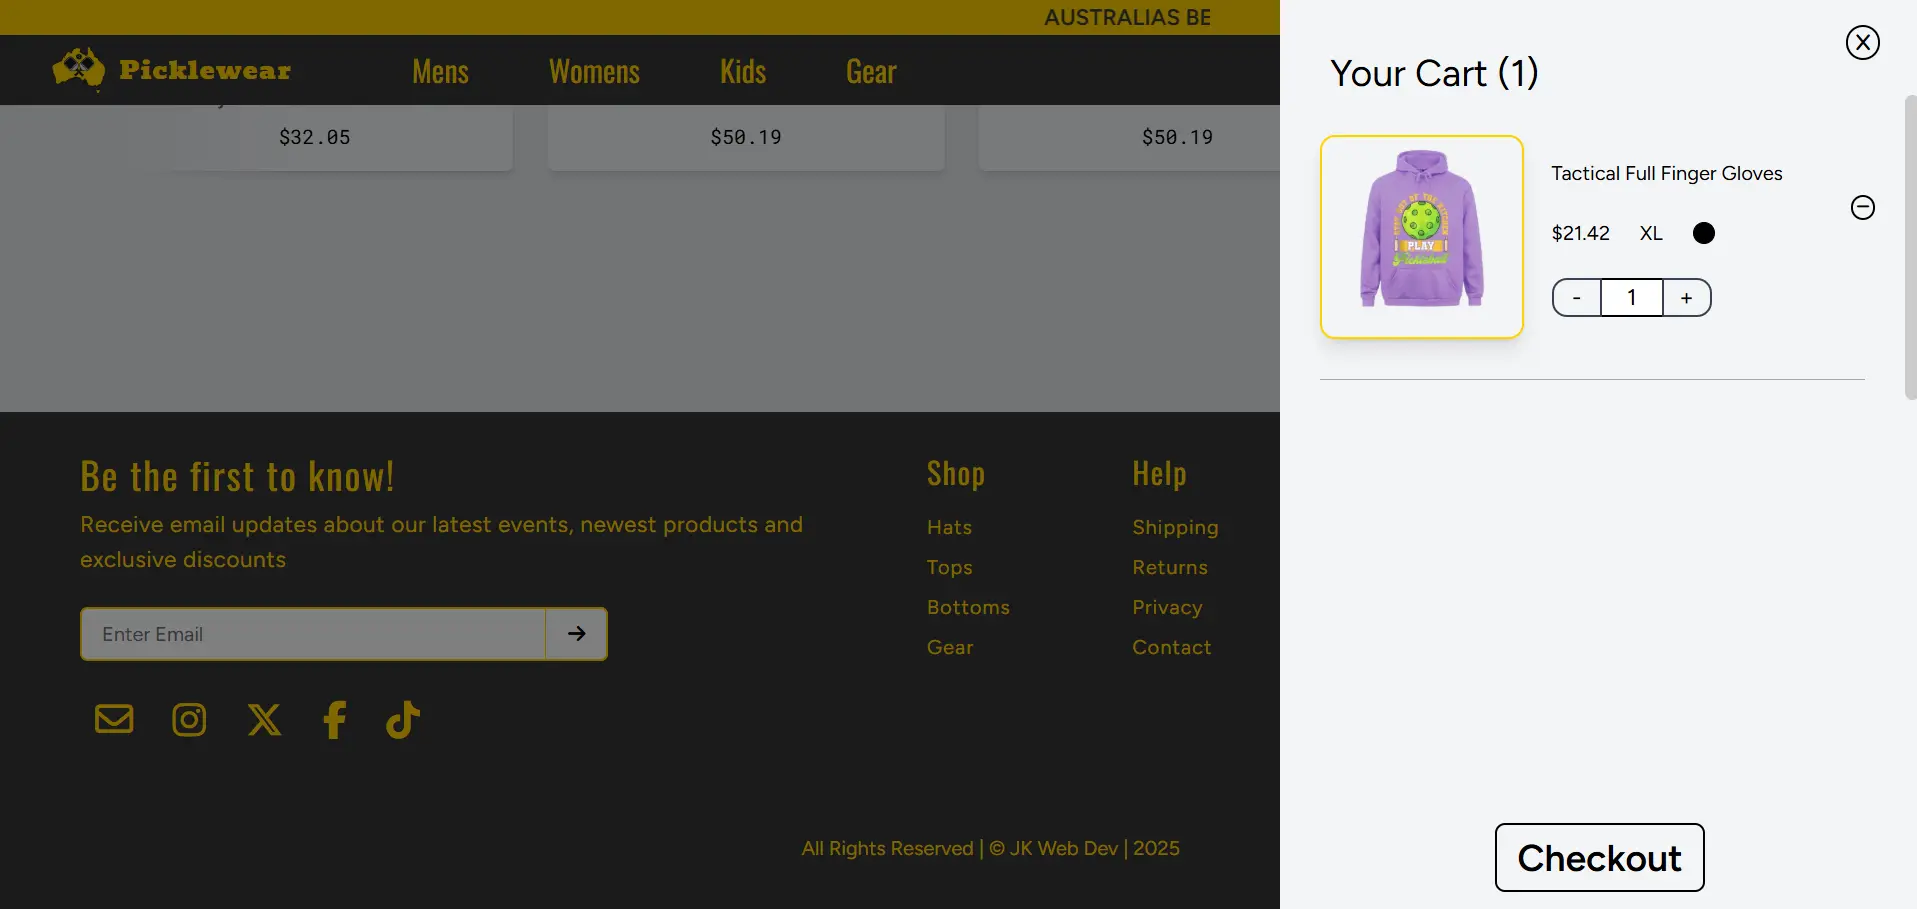 AUSTRALIAS BE
Picklewear
Mens
Womens
Kids
Gear
$32.05
$50.19
$50.19
Be the first to know!
Receive email updates about our latest events, newest products and
exclusive discounts
Enter Email
Shop
Hats
Tops
Bottoms
Gear
Help
Shipping
Returns
Privacy
Contact
All Rights Reserved | © JK Web Dev | 2025
X
Your Cart (1)
PLAY
Pickleball
Tactical Full Finger Gloves
$21.42 XL
- 1 +
Checkout